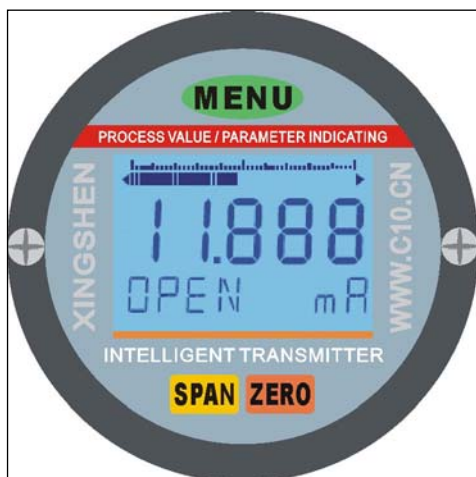 MENU
PROCESS VALUE / PARAMETER INDICATING
XINGSHEN
11.888
OPEN mA
WWW.C10.CN
INTELLIGENT TRANSMITTER
SPAN ZERO